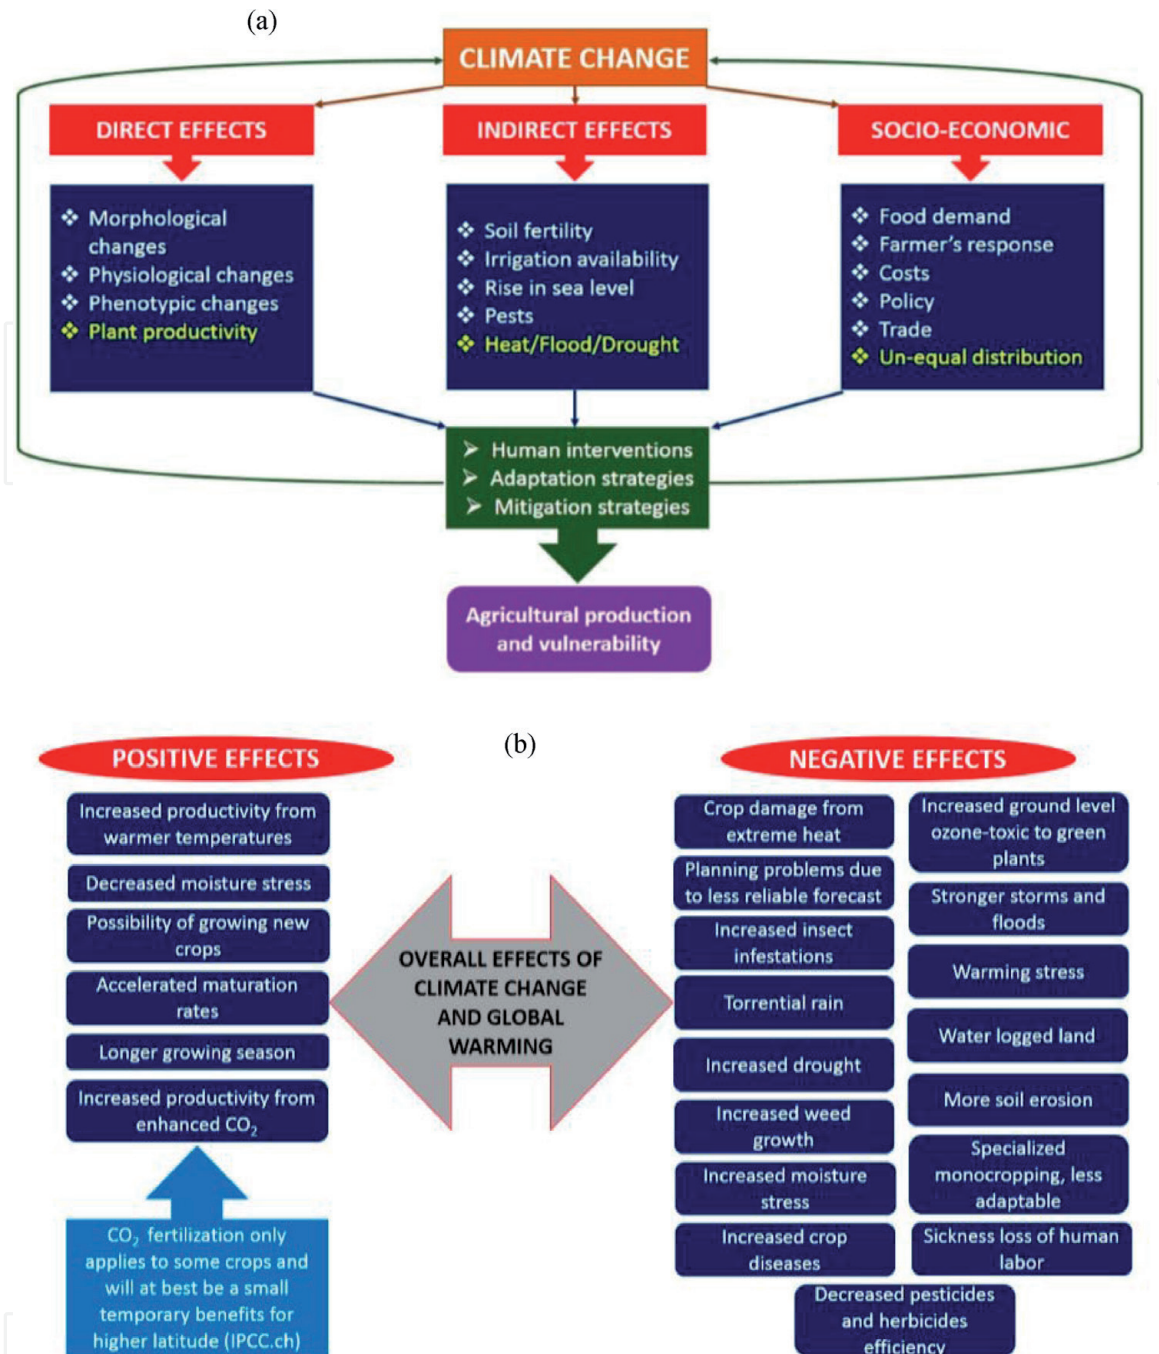 (a)
CLIMATE CHANGE
DIRECT EFFECTS
INDIRECT EFFECTS
SOCIO-ECONOMIC
❖ Morphological
changes
❖ Physiological changes
❖ Phenotypic changes
❖ Plant productivity
❖ Soil fertility
❖ Irrigation availability
❖ Rise in sea level
❖ Pests
❖ Heat/Flood/Drought
❖ Food demand
❖ Farmer's response
❖ Costs
❖ Policy
❖ Trade
❖ Un-equal distribution
➢ Human interventions
➢ Adaptation strategies
➢ Mitigation strategies
Agricultural production
and vulnerability
(b)
POSITIVE EFFECTS
Increased productivity from
warmer temperatures
Decreased moisture stress
Possibility of growing new
crops
Accelerated maturation
rates
Longer growing season
Increased productivity from
enhanced CO₂
CO₂ fertilization only
applies to some crops and
will at best be a small
temporary benefits for
higher latitude (IPCC.ch)
OVERALL EFFECTS OF
CLIMATE CHANGE
AND GLOBAL
WARMING
NEGATIVE EFFECTS
Crop damage from
extreme heat
Planning problems due
to less reliable forecast
Increased insect
infestations
Torrential rain
Increased drought
Increased weed
growth
Increased moisture
stress
Increased crop
diseases
Increased ground level
ozone-toxic to green
plants
Stronger storms and
floods
Warming stress
Water logged land
More soil erosion
Specialized
monocropping, less
adaptable
Sickness loss of human
labor
Decreased pesticides
and herbicides
efficiency